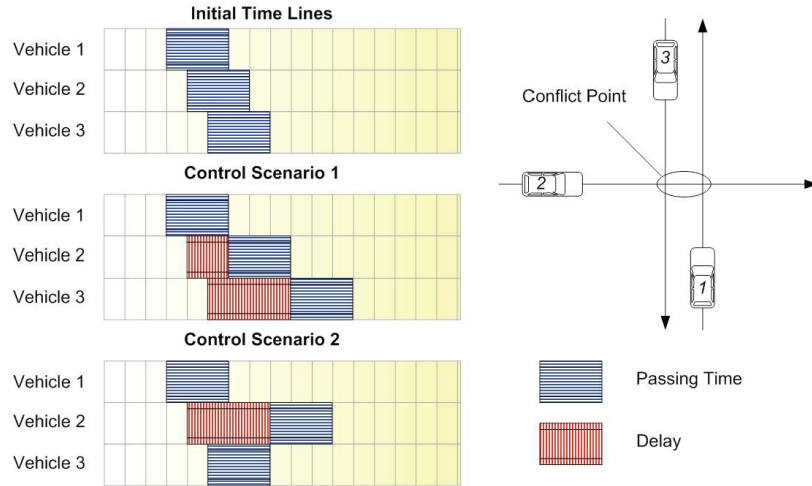 Initial Time Lines
Vehicle 1
Vehicle 2
Vehicle 3
Control Scenario 1
Vehicle 1
Vehicle 2
Vehicle 3
Control Scenario 2
Vehicle 1
Vehicle 2
Vehicle 3
3
Conflict Point
2
1
Passing Time
Delay